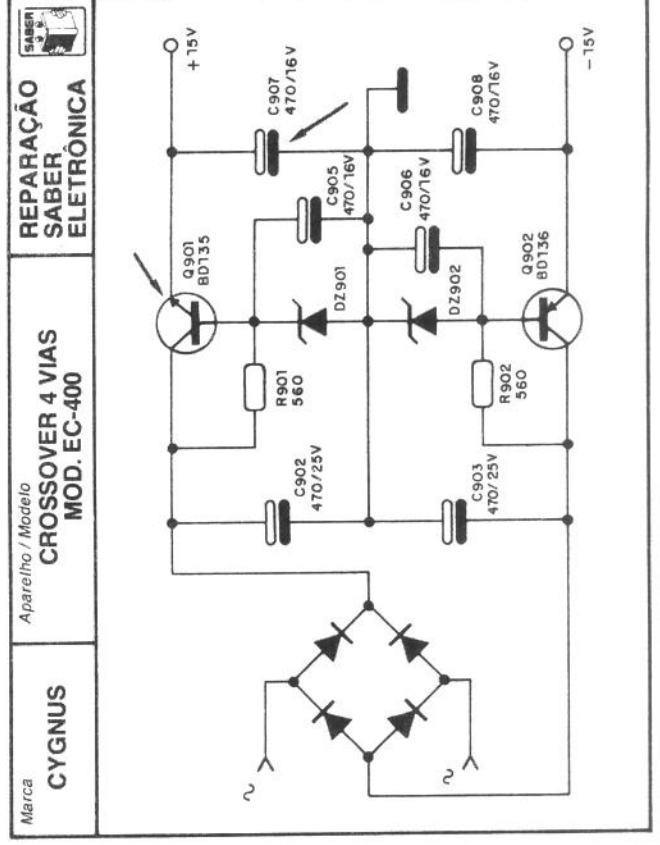 Marca
CYGNUS
Aparelho / Modelo
CROSSOVER 4 VIAS
MOD. EC-400
REPARAÇÃO
SABER
ELETRÔNICA
SABER
+15V
C907
470/16V
Q901
BD135
C905
470/16V
DZ901
R901
560
C902
470/25V
C906
470/16V
C908
470/16V
-15V
DZ902
Q902
BD136
R902
560
C903
470/25V
~
~